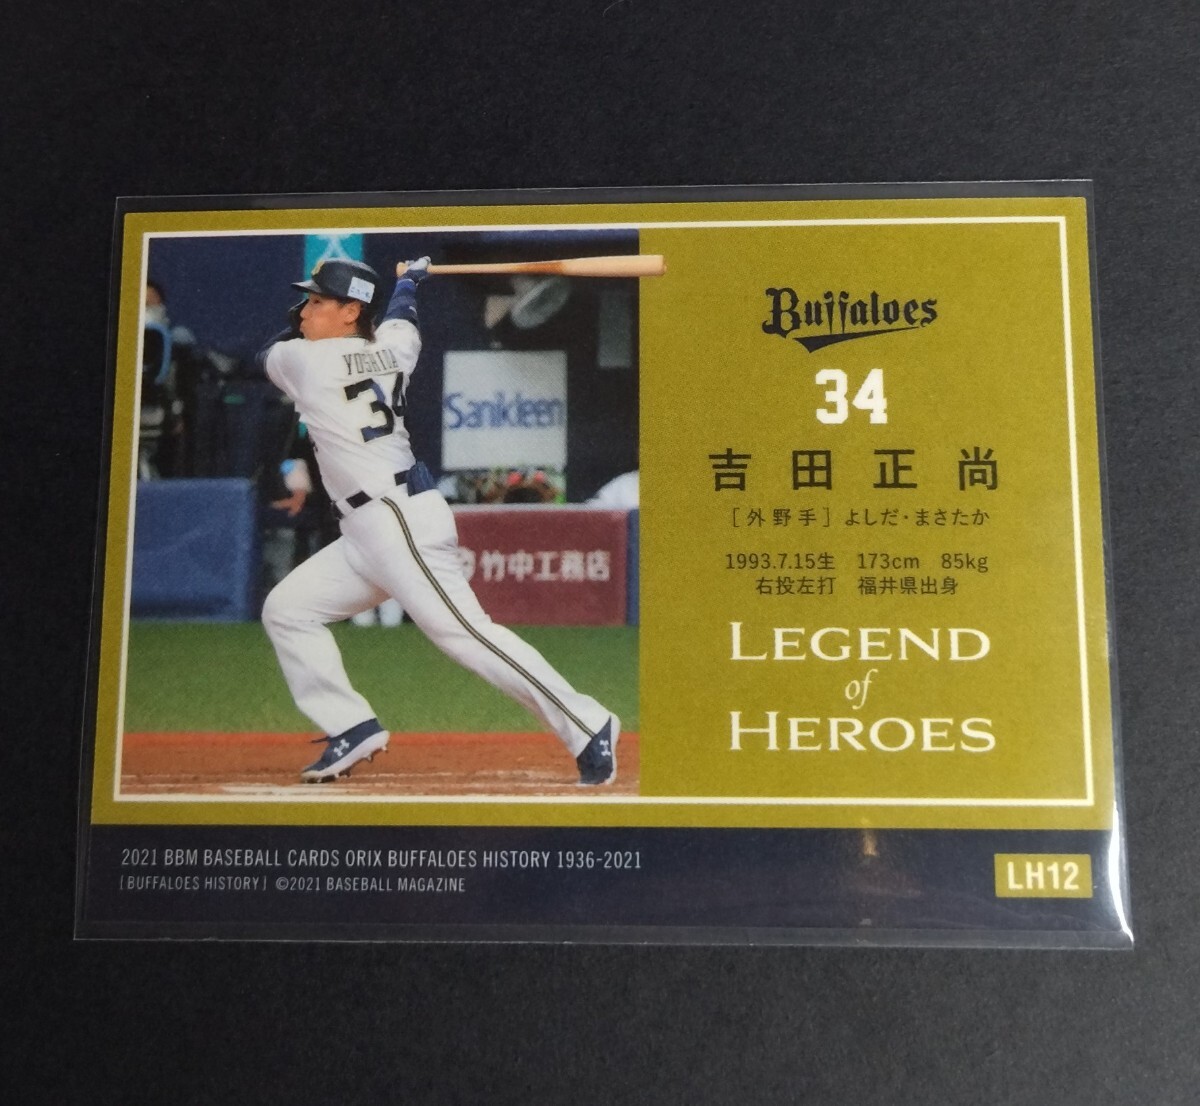 YOSHIDA
34
Sanikleen
竹中工務店
Buffaloes
34
吉田正尚
［外野手］よしだ・まさたか
1993.7.15生　173cm　85kg
右投左打　福井県出身
LEGEND
of
HEROES
2021 BBM BASEBALL CARDS ORIX BUFFALOES HISTORY 1936-2021
[BUFFALOES HISTORY] ©2021 BASEBALL MAGAZINE
LH12